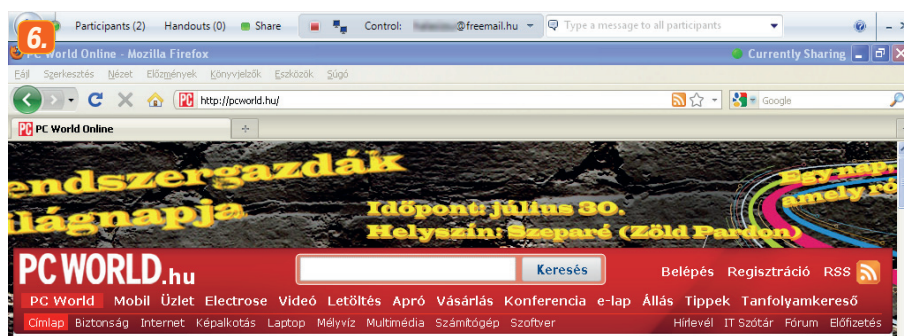 6.
Participants (2) Handouts (0) Share Control: @freemail.hu Type a message to all participants
World Online - Mozilla Firefox Currently Sharing
Fájl Szerkesztés Nézet Előzmények Könyvjelzők Eszközök Súgó
http://pcworld.hu/ Google
PC World Online
endszergazdák
ilágnapja
Időpont: július 30.
Helyszín: Szeparé (Zöld Pardon)
Egy nap,
amely ró
PC WORLD.hu Keresés Belépés Regisztráció RSS
PC World Mobil Üzlet Electrose Videó Letöltés Apró Vásárlás Konferencia e-lap Állás Tippek Tanfolyamkereső
Címlap Biztonság Internet Képalkotás Laptop Mélyvíz Multimédia Számítógép Szoftver Hírlevél IT Szótár Fórum Előfizetés